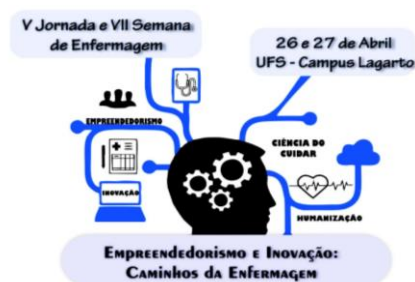 V Jornada e VII Semana
de Enfermagem
26 e 27 de Abril
UFS - Campus Lagarto
EMPREENDEDORISMO
CIÊNCIA DO
CUIDAR
INOVAÇÃO
HUMANIZAÇÃO
Empreendedorismo e Inovação:
Caminhos da Enfermagem